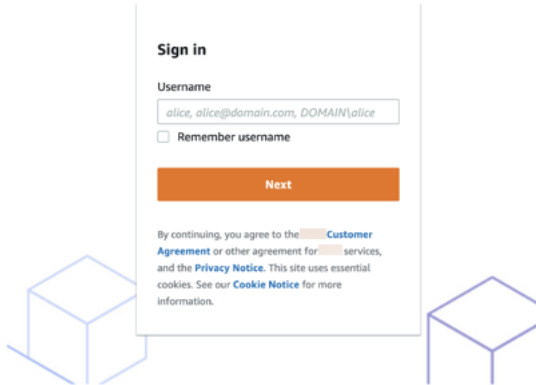 Sign in
Username
alice, alice@domain.com, DOMAIN\alice
Remember username
Next
By continuing, you agree to the Customer
Agreement or other agreement for services,
and the Privacy Notice. This site uses essential
cookies. See our Cookie Notice for more
information.